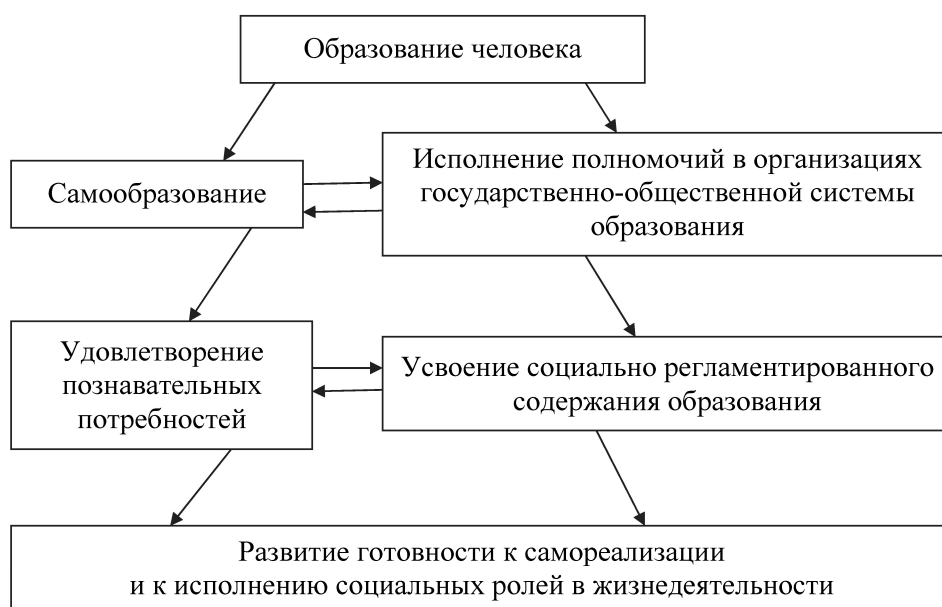 Образование человека
Самообразование
Исполнение полномочий в организациях
государственно-общественной системы
образования
Удовлетворение
познавательных
потребностей
Усвоение социально регламентированного
содержания образования
Развитие готовности к самореализации
и к исполнению социальных ролей в жизнедеятельности